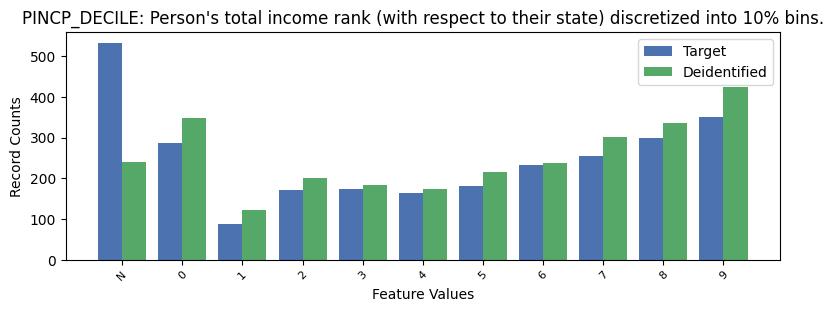 PINCP_DECILE: Person's total income rank (with respect to their state) discretized into 10% bins.
Target
Deidentified
Record Counts
500
400
300
200
100
0
N 0 1 2 3 4 5 6 7 8 9
Feature Values